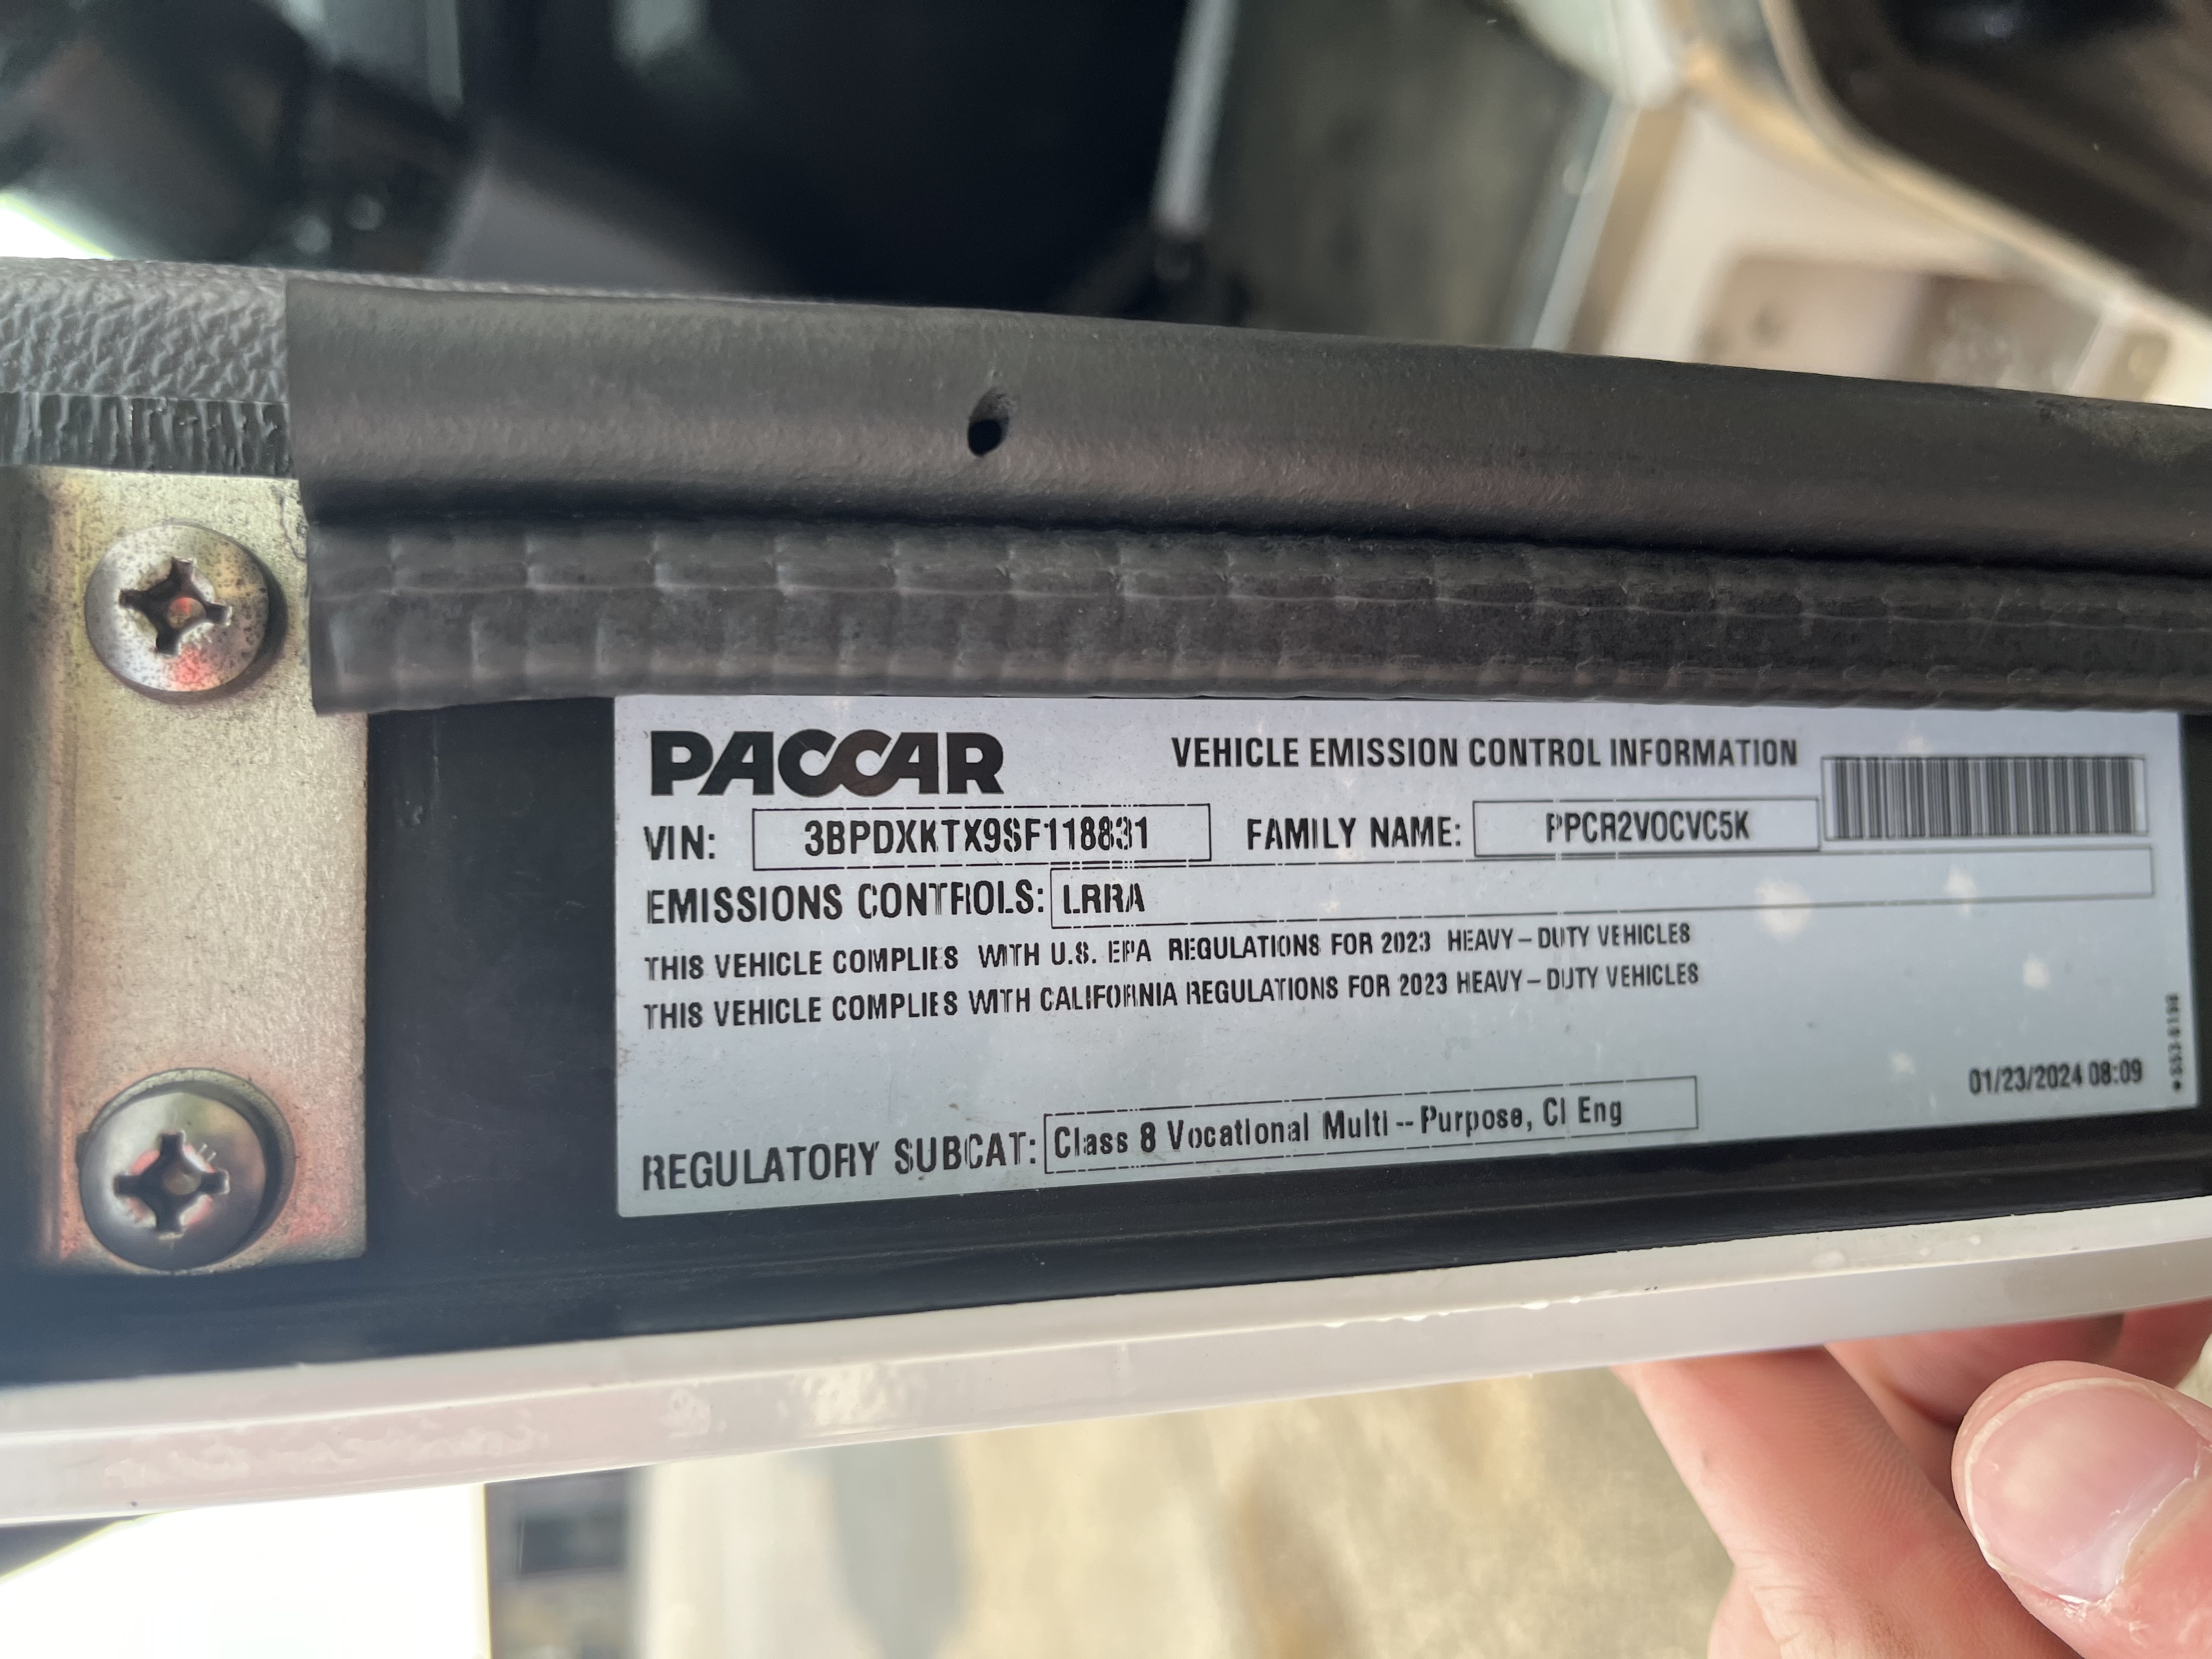 PACCAR
VEHICLE EMISSION CONTROL INFORMATION
VIN: 3BPDXKTX9SF118831 FAMILY NAME: PPCR2VOCVC5K
EMISSIONS CONTROLS: LRRA
THIS VEHICLE COMPLIES WITH U.S. EPA REGULATIONS FOR 2023 HEAVY-DUTY VEHICLES
THIS VEHICLE COMPLIES WITH CALIFORNIA REGULATIONS FOR 2023 HEAVY-DUTY VEHICLES
01/23/2024 08:09
REGULATORY SUBCAT: Class 8 Vocational Multi--Purpose, CI Eng